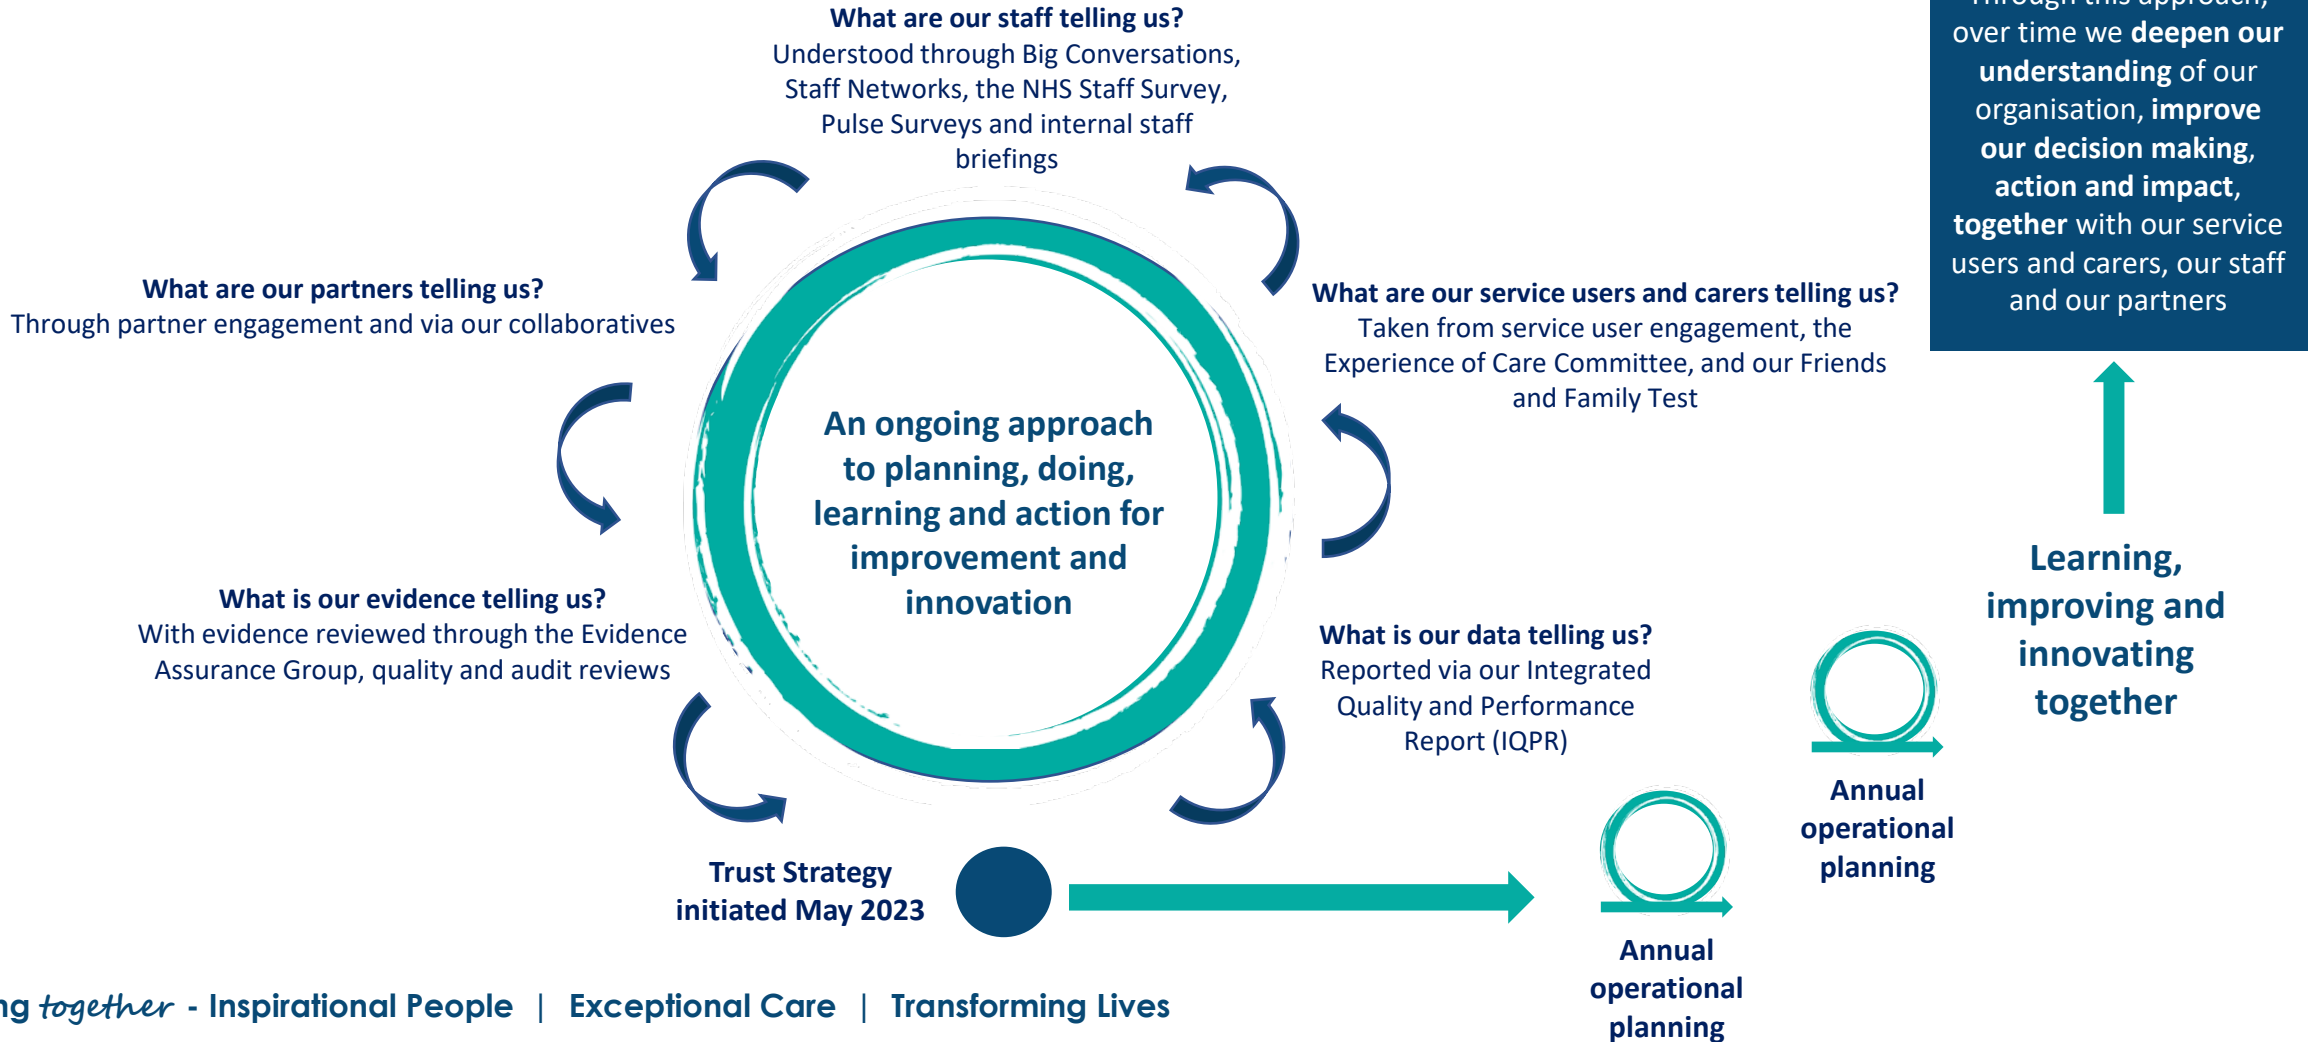 What are our staff telling us?
Understood through Big Conversations,
Staff Networks, the NHS Staff Survey,
Pulse Surveys and internal staff
briefings
Through this approach,
over time we deepen our
understanding of our
organisation, improve
our decision making,
action and impact,
together with our service
users and carers, our staff
and our partners
What are our partners telling us?
Through partner engagement and via our collaboratives
What are our service users and carers telling us?
Taken from service user engagement, the
Experience of Care Committee, and our Friends
and Family Test
An ongoing approach
to planning, doing,
learning and action for
improvement and
innovation
What is our evidence telling us?
With evidence reviewed through the Evidence
Assurance Group, quality and audit reviews
What is our data telling us?
Reported via our Integrated
Quality and Performance
Report (IQPR)
Learning,
improving and
innovating
together
Annual
operational
planning
Trust Strategy
initiated May 2023
Annual
operational
planning
together - Inspirational People | Exceptional Care | Transforming Lives